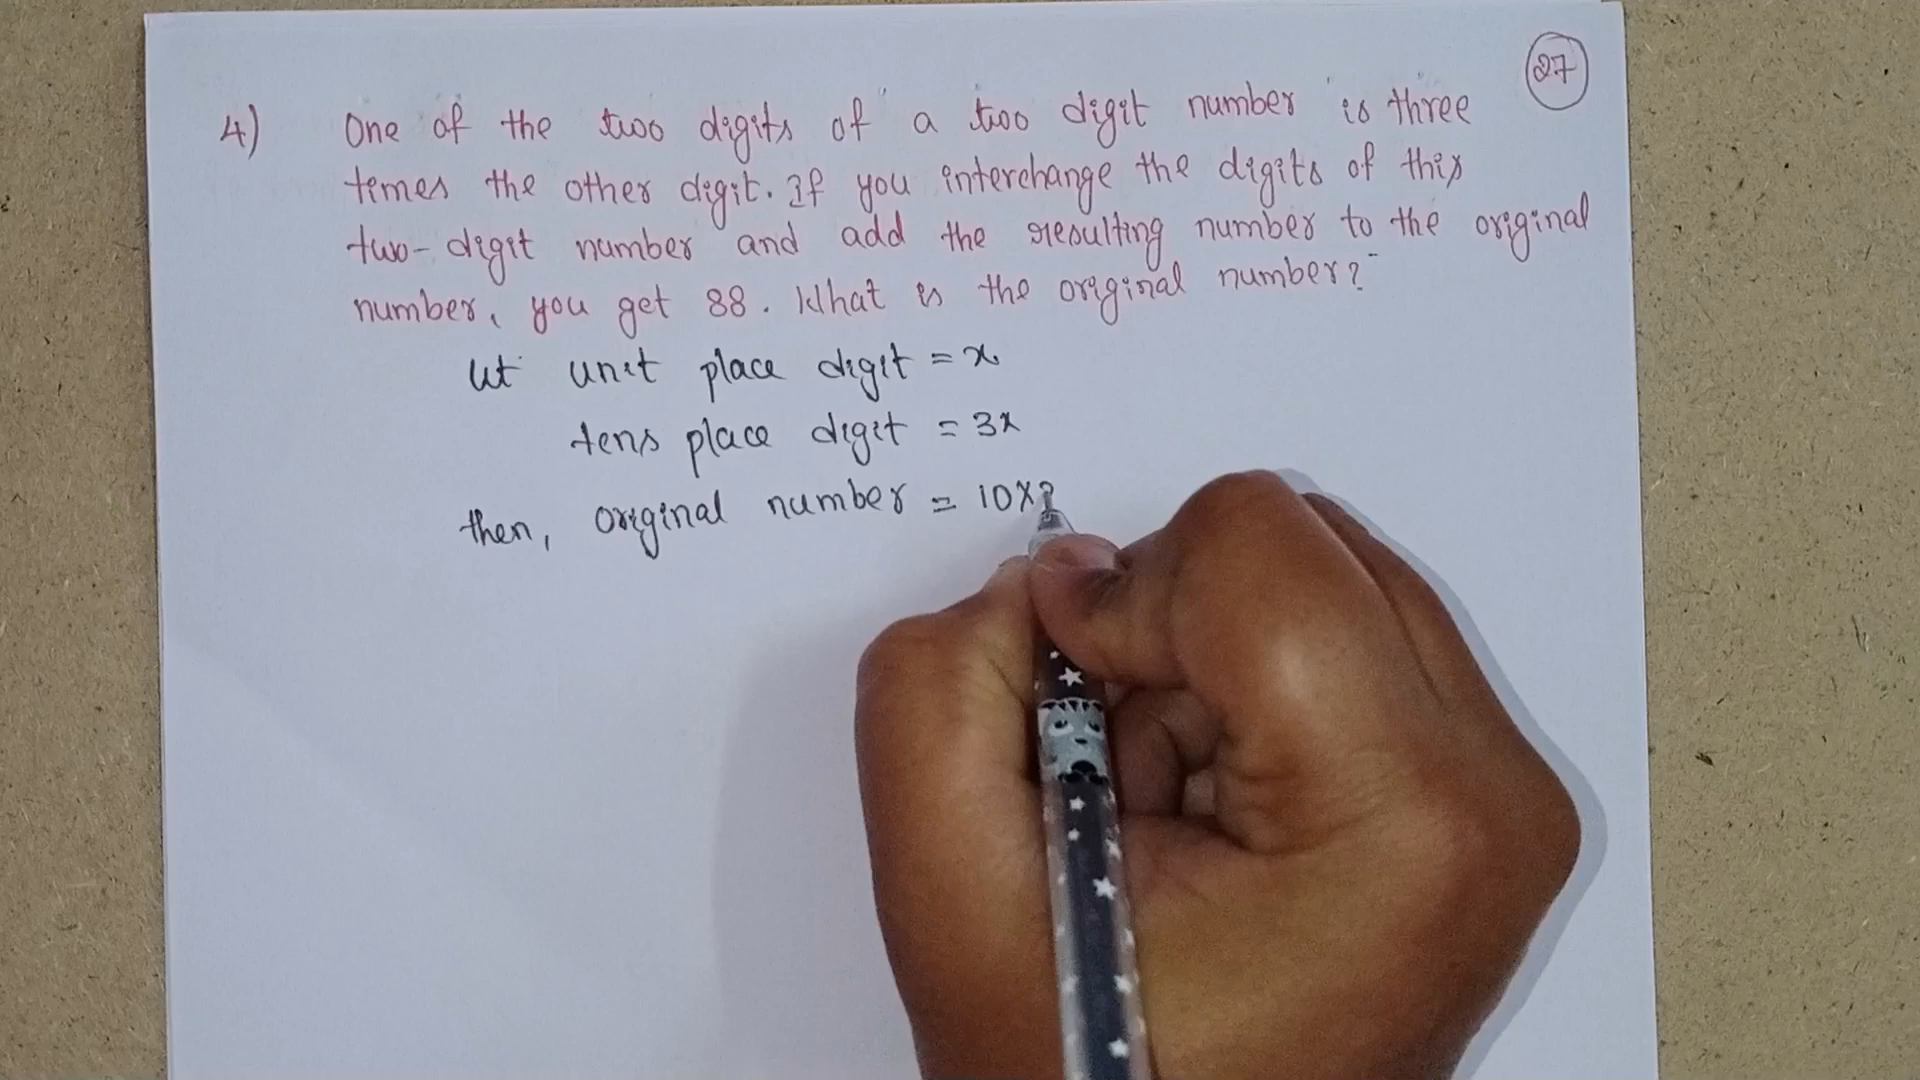 27
4) One of the two digits of a two digit number is three
times the other digit. If you interchange the digits of this
two-digit number and add the resulting number to the original
number, you get 88. What is the original number?
let unit place digit = x
tens place digit = 3x
then, original number = 10x